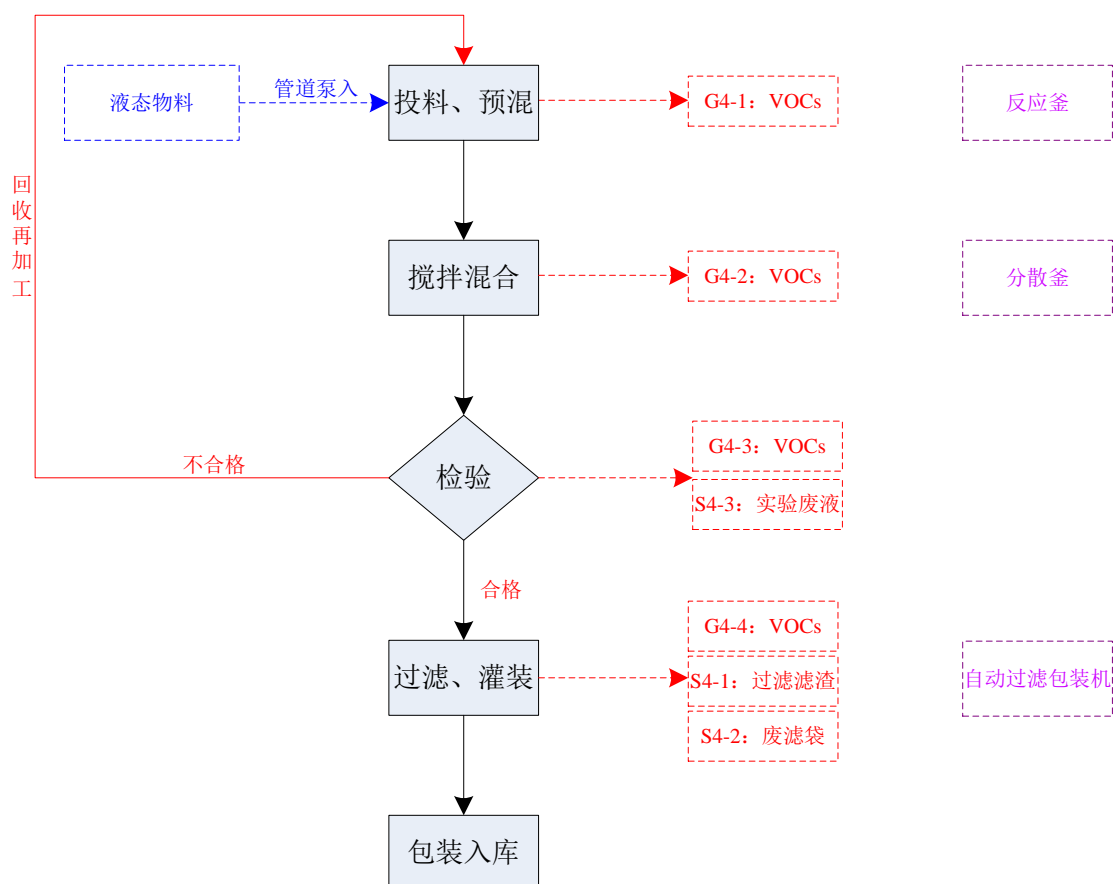 管道泵入
液态物料
投料、预混
G4-1：VOCs
反应釜
回收再加工
搅拌混合
G4-2：VOCs
分散釜
不合格
检验
G4-3：VOCs
S4-3：实验废液
合格
G4-4：VOCs
过滤、灌装
S4-1：过滤滤渣
自动过滤包装机
S4-2：废滤袋
包装入库